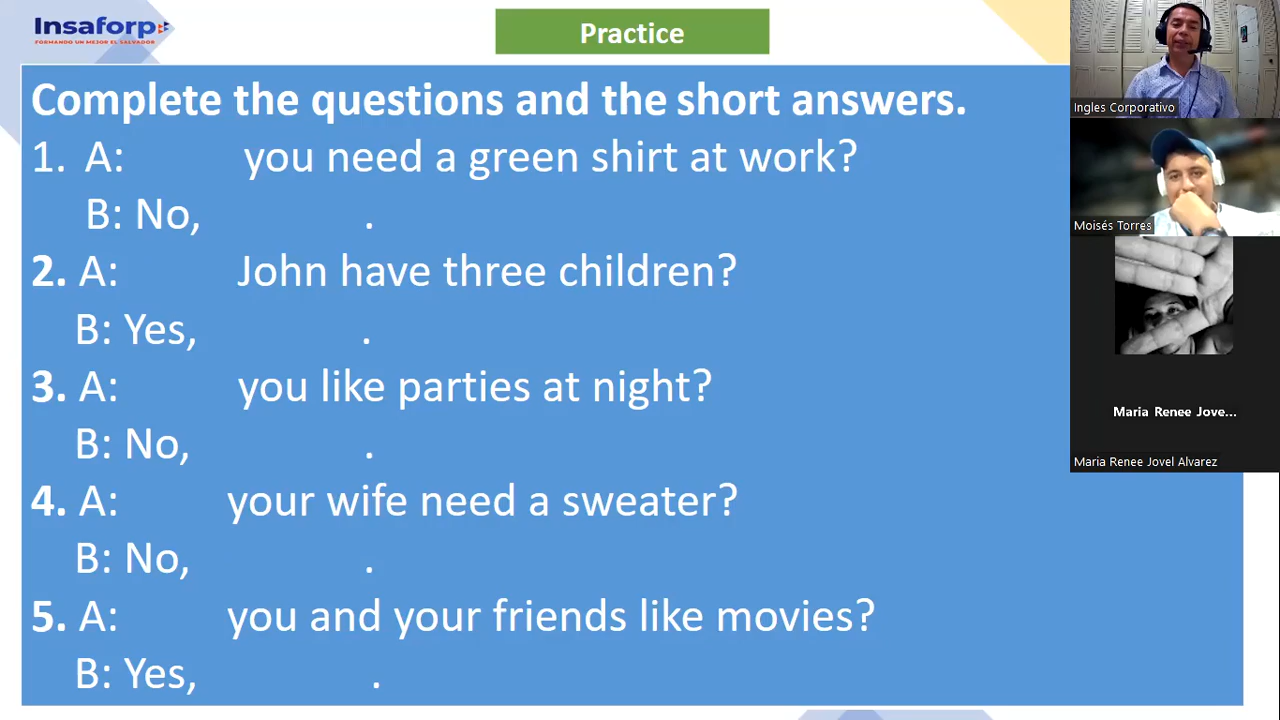 Insaforp
FORMANDO UN MEJOR EL SALVADOR
Practice
Complete the questions and the short answers.
1. A: you need a green shirt at work?
B: No, .
2. A: John have three children?
B: Yes, .
3. A: you like parties at night?
B: No, .
4. A: your wife need a sweater?
B: No, .
5. A: you and your friends like movies?
B: Yes, .
Ingles Corporativo
Moisés Torres
Maria Renee Jove...
Maria Renee Jovel Alvarez